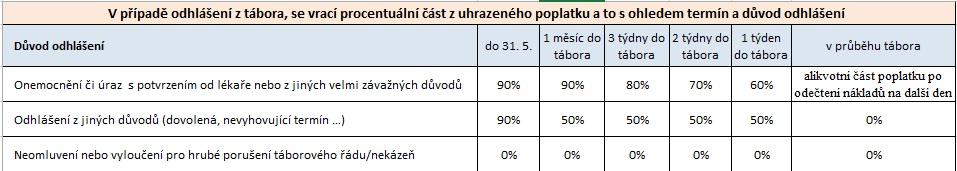 V případě odhlášení z tábora, se vrací procentuální část z uhrazeného poplatku a to s ohledem termín a důvod odhlášení
Důvod odhlášení do 31. 5. 1 měsíc do tábora 3 týdny do tábora 2 týdny do tábora 1 týden do tábora v průběhu tábora
Onemocnění či úraz s potvrzením od lékaře nebo z jiných velmi závažných důvodů 90% 90% 80% 70% 60% alikvotní část poplatku po odečtení nákladů na další den
Odhlášení z jiných důvodů (dovolená, nevyhovující termín ...) 90% 50% 50% 50% 50% 0%
Neomluvení nebo vyloučení pro hrubé porušení táborového řádu/nekázeň 0% 0% 0% 0% 0% 0%